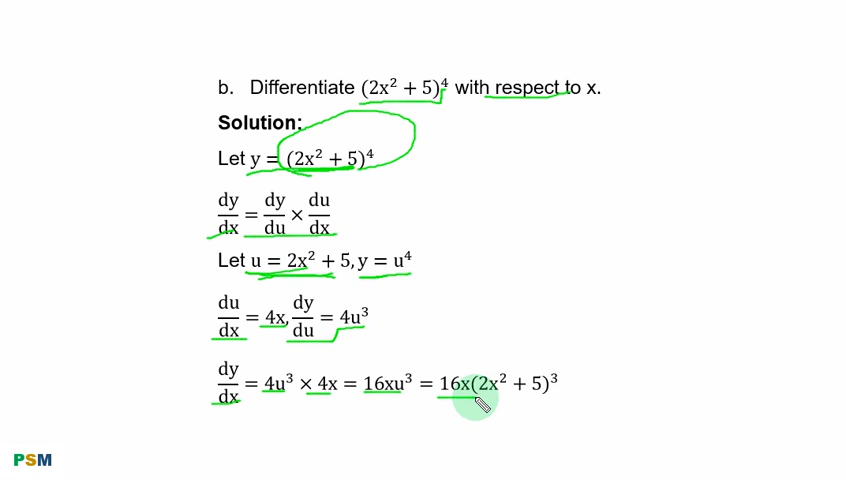 b. Differentiate (2x² + 5)⁴ with respect to x.
Solution:
Let y = (2x² + 5)⁴
dy/dx = dy/du × du/dx
Let u = 2x² + 5, y = u⁴
du/dx = 4x, dy/du = 4u³
dy/dx = 4u³ × 4x = 16xu³ = 16x(2x² + 5)³
PSM